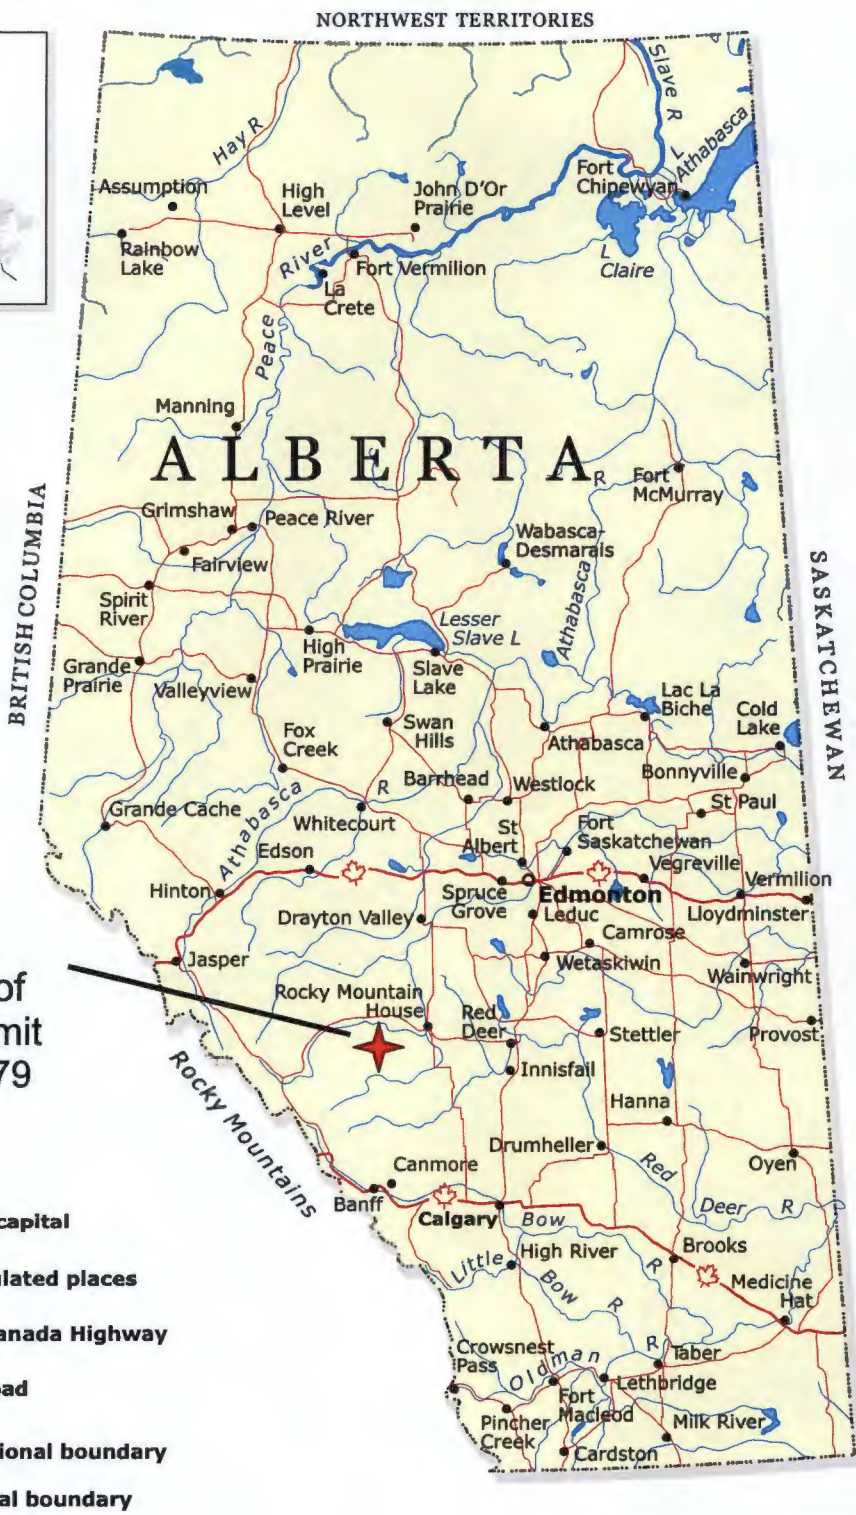 NORTHWEST TERRITORIES
Slave R
L Athabasca
Hay R
Fort
Chipewyan
Assumption
High
Level
John D'Or
Prairie
Rainbow
Lake
River
Fort Vermilion
L
Claire
La
Crete
Peace
Manning
ALBERTA
R
Fort
McMurray
BRITISH COLUMBIA
SASKATCHEWAN
Grimshaw
Peace River
Wabasca-
Desmarais
Fairview
Athabasca
Spirit
River
Lesser
Slave L
High
Prairie
Grande
Prairie
Slave
Lake
Valleyview
Lac La
Biche
Cold
Lake
Swan
Hills
Fox
Creek
Athabasca
Bonnyville
Barrhead
Westlock
Athabasca
R
Grande Cache
St Paul
Whitecourt
St
Albert
Fort
Saskatchewan
Edson
Vegreville
Hinton
Vermilion
Spruce
Grove
Edmonton
Drayton Valley
Leduc
Lloydminster
Camrose
Jasper
Wetaskiwin
Wainwright
of
Rocky Mountain
House
Red
Deer
mit
Stettler
Provost
79
Innisfail
Rocky Mountains
Hanna
Drumheller
Red
Deer R
Oyen
Canmore
Banff
Calgary
Bow
R
capital
High River
Brooks
Little
Bow
R
ulated places
Medicine
Hat
anada Highway
Crowsnest
Pass
Oldman
R
Taber
oad
Lethbridge
Fort
Macleod
Pincher
Creek
Milk River
Cardston
ional boundary
al boundary